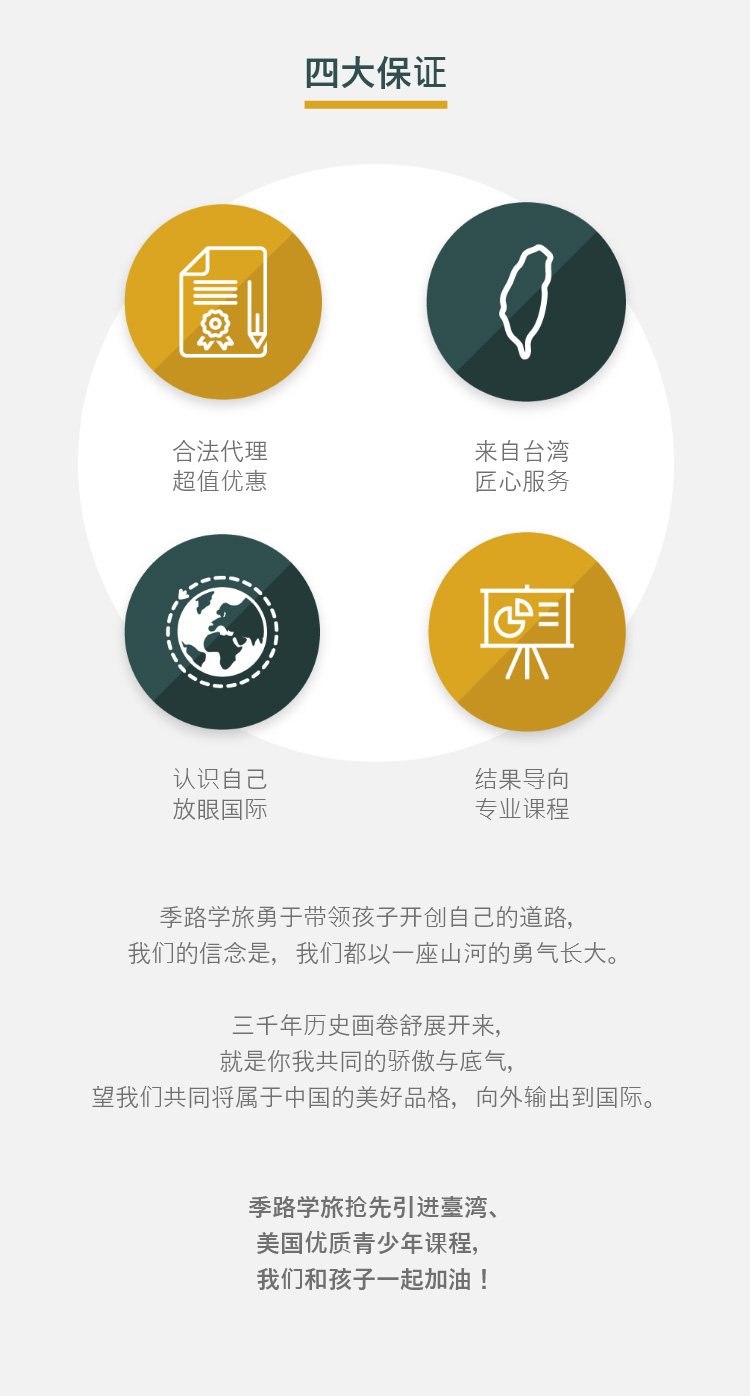 四大保证
合法代理
超值优惠
来自台湾
匠心服务
认识自己
放眼国际
结果导向
专业课程
季路学旅勇于带领孩子开创自己的道路,
我们的信念是, 我们都以一座山河的勇气长大。
三千年历史画卷舒展开来,
就是你我共同的骄傲与底气,
望我们共同将属于中国的美好品格, 向外输出到国际。
季路学旅抢先引进臺湾、
美国优质青少年课程,
我们和孩子一起加油！